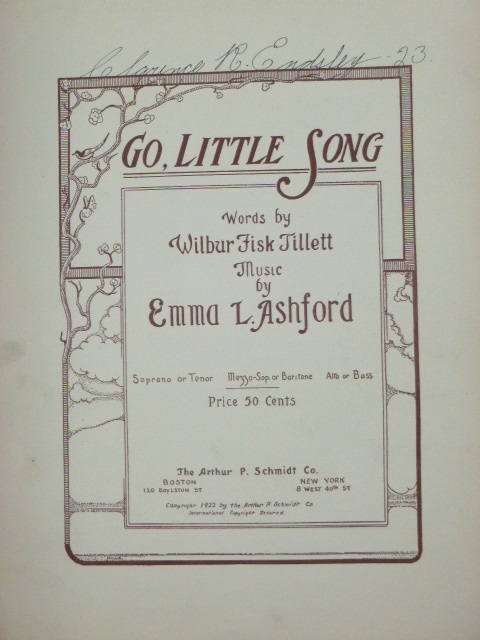 Clarence R. Endsley -23.
GO, LITTLE SONG
Words by
Wilbur Fisk Tillett
Music
by
Emma L. Ashford
Soprano or Tenor Mezzo-Sop. or Baritone Alto or Bass
Price 50 Cents
The Arthur P. Schmidt Co.
BOSTON NEW YORK
120 BOYLSTON ST 8 WEST 40th ST
Copyright 1922 by the Arthur P. Schmidt Co
International Copyright Secured.